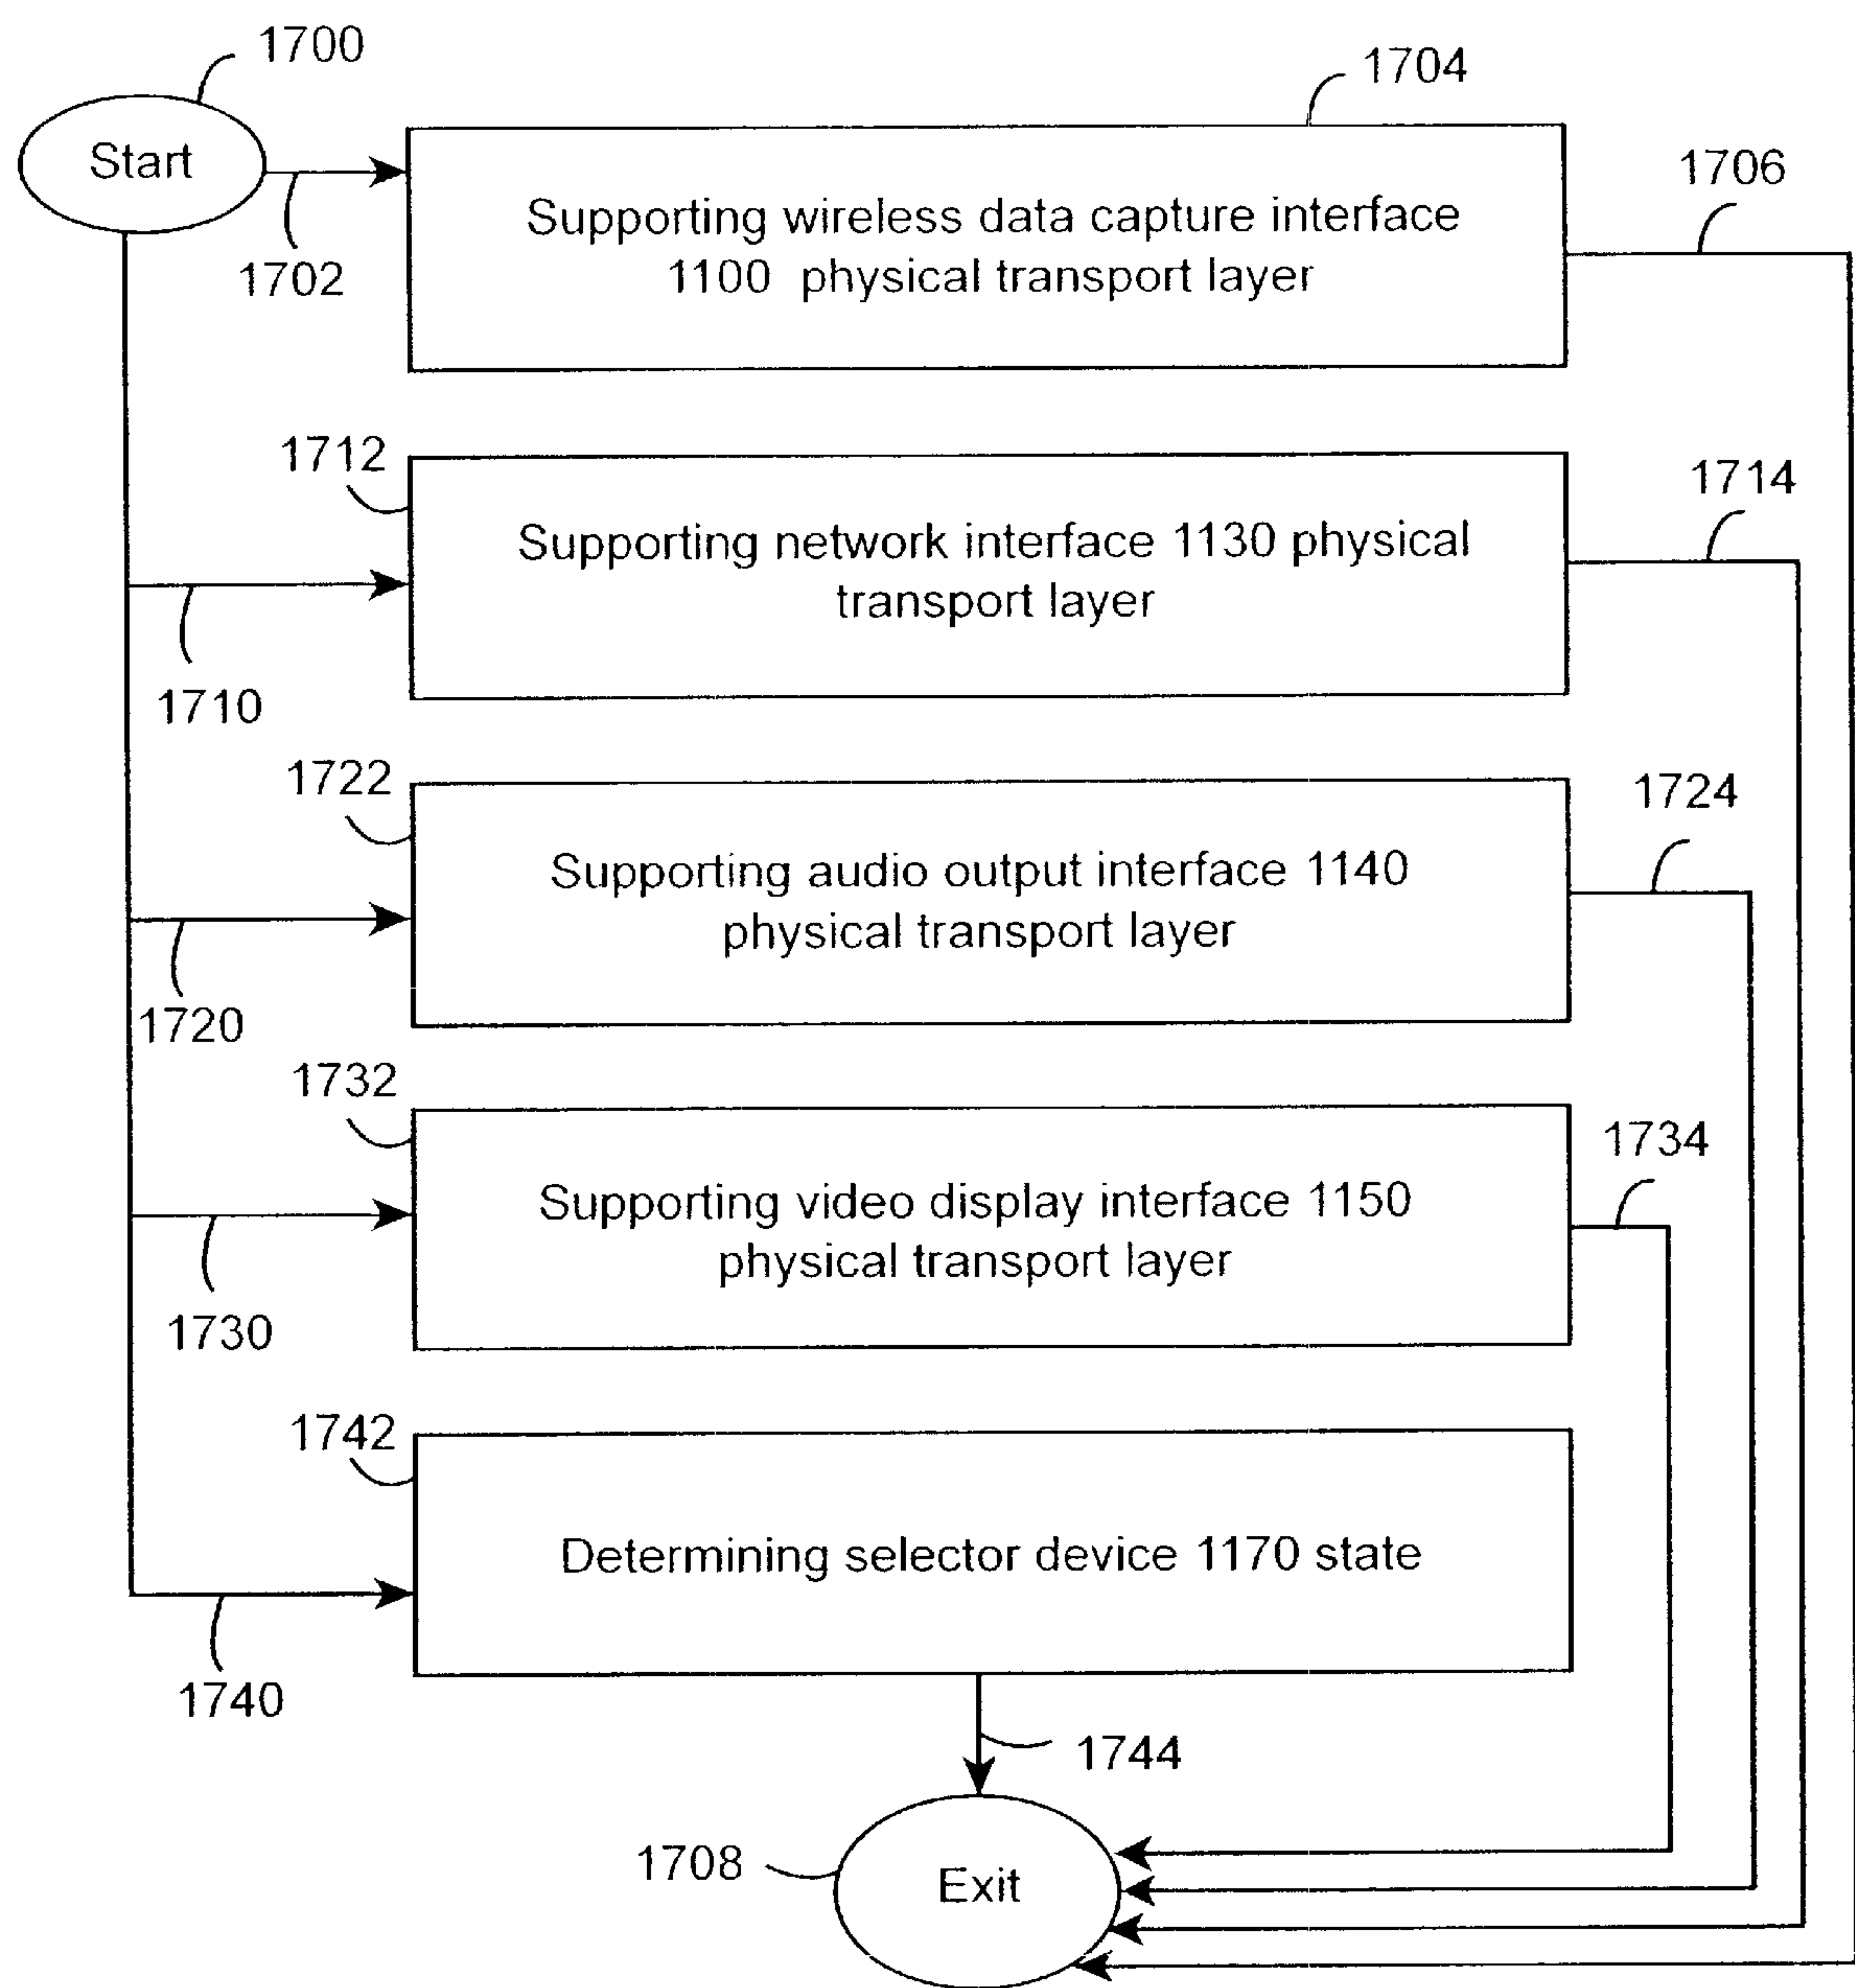 1700
Start
1702
1704
Supporting wireless data capture interface
1100 physical transport layer
1706
1712
Supporting network interface 1130 physical
transport layer
1714
1710
1722
Supporting audio output interface 1140
physical transport layer
1724
1720
1732
Supporting video display interface 1150
physical transport layer
1734
1730
1742
Determining selector device 1170 state
1740
1744
1708
Exit